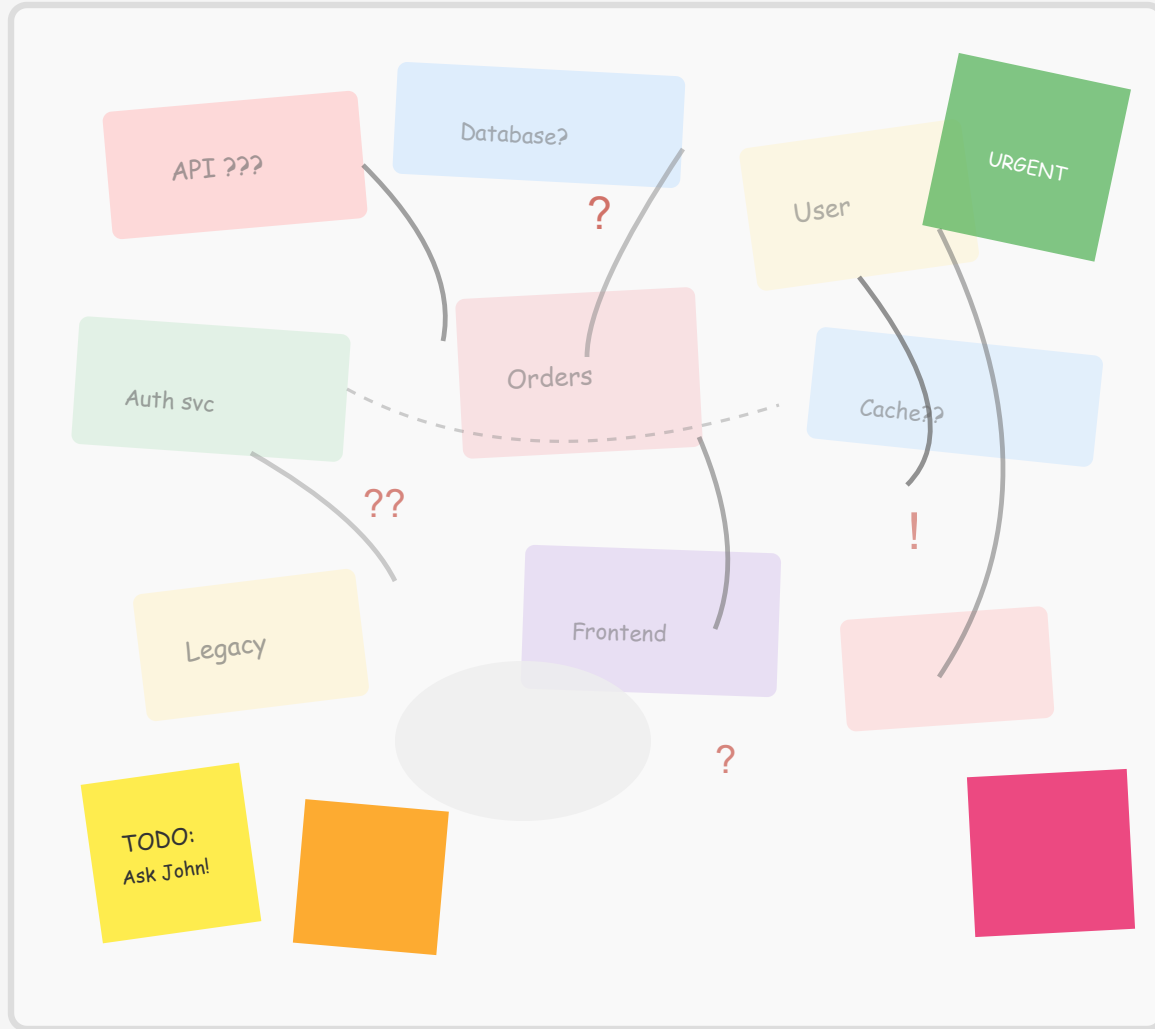 API ???
Database?
User
URGENT
?
Auth svc
Orders
Cache??
??
!
Legacy
Frontend
?
TODO:
Ask John!